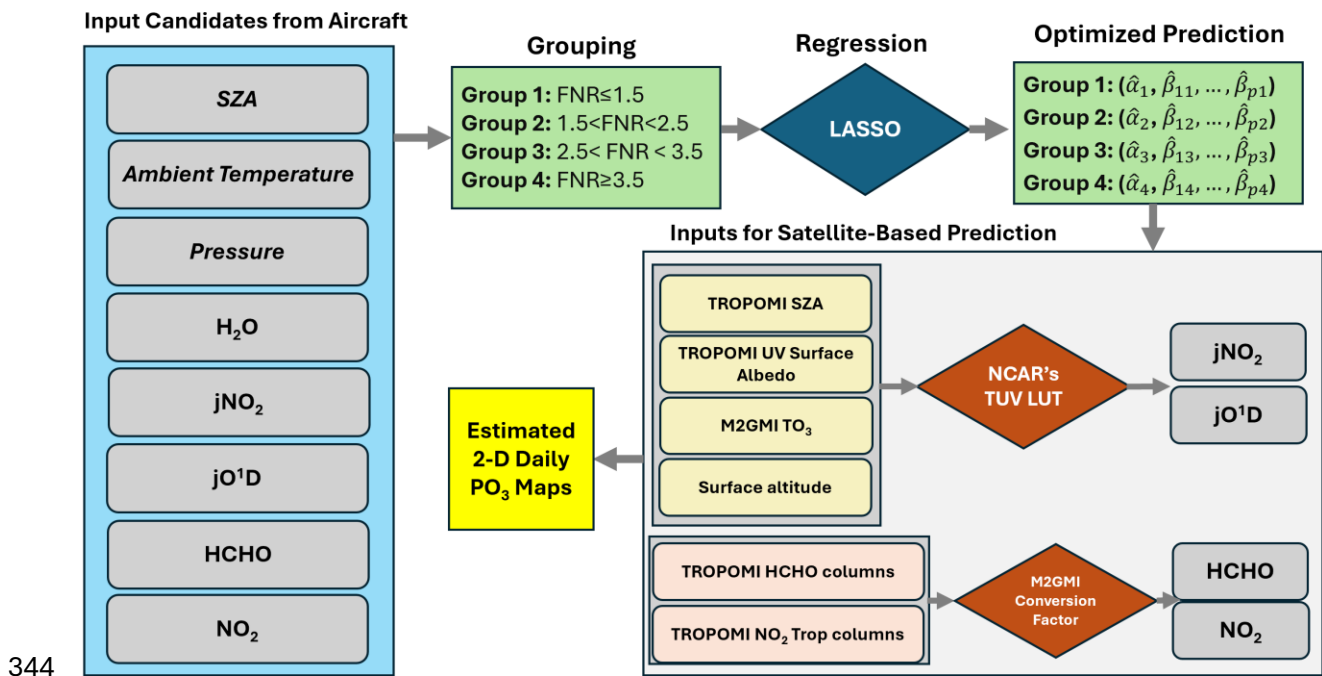 Input Candidates from Aircraft
SZA
Ambient Temperature
Pressure
H₂O
jNO₂
jO¹D
HCHO
NO₂
Grouping
Group 1: FNR≤1.5
Group 2: 1.5<FNR<2.5
Group 3: 2.5< FNR < 3.5
Group 4: FNR≥3.5
Regression
LASSO
Optimized Prediction
Group 1: (α̂₁, β̂₁₁, … , β̂ₚ₁)
Group 2: (α̂₂, β̂₁₂, … , β̂ₚ₂)
Group 3: (α̂₃, β̂₁₃, … , β̂ₚ₃)
Group 4: (α̂₄, β̂₁₄, … , β̂ₚ₄)
Inputs for Satellite-Based Prediction
TROPOMI SZA
TROPOMI UV Surface
Albedo
M2GMI TO₃
Surface altitude
NCAR's
TUV LUT
jNO₂
jO¹D
TROPOMI HCHO columns
TROPOMI NO₂ Trop columns
M2GMI
Conversion
Factor
HCHO
NO₂
Estimated
2-D Daily
PO₃ Maps
344